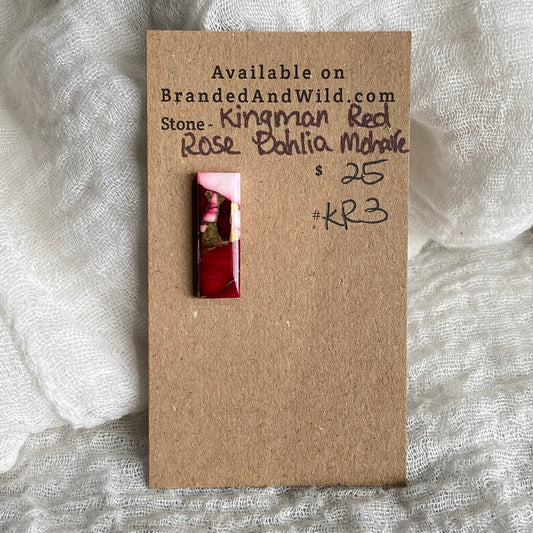 Available on
BrandedAndWild.com
Stone - Kingman Red
Rose Dahlia Mohave
$ 25
# KR3